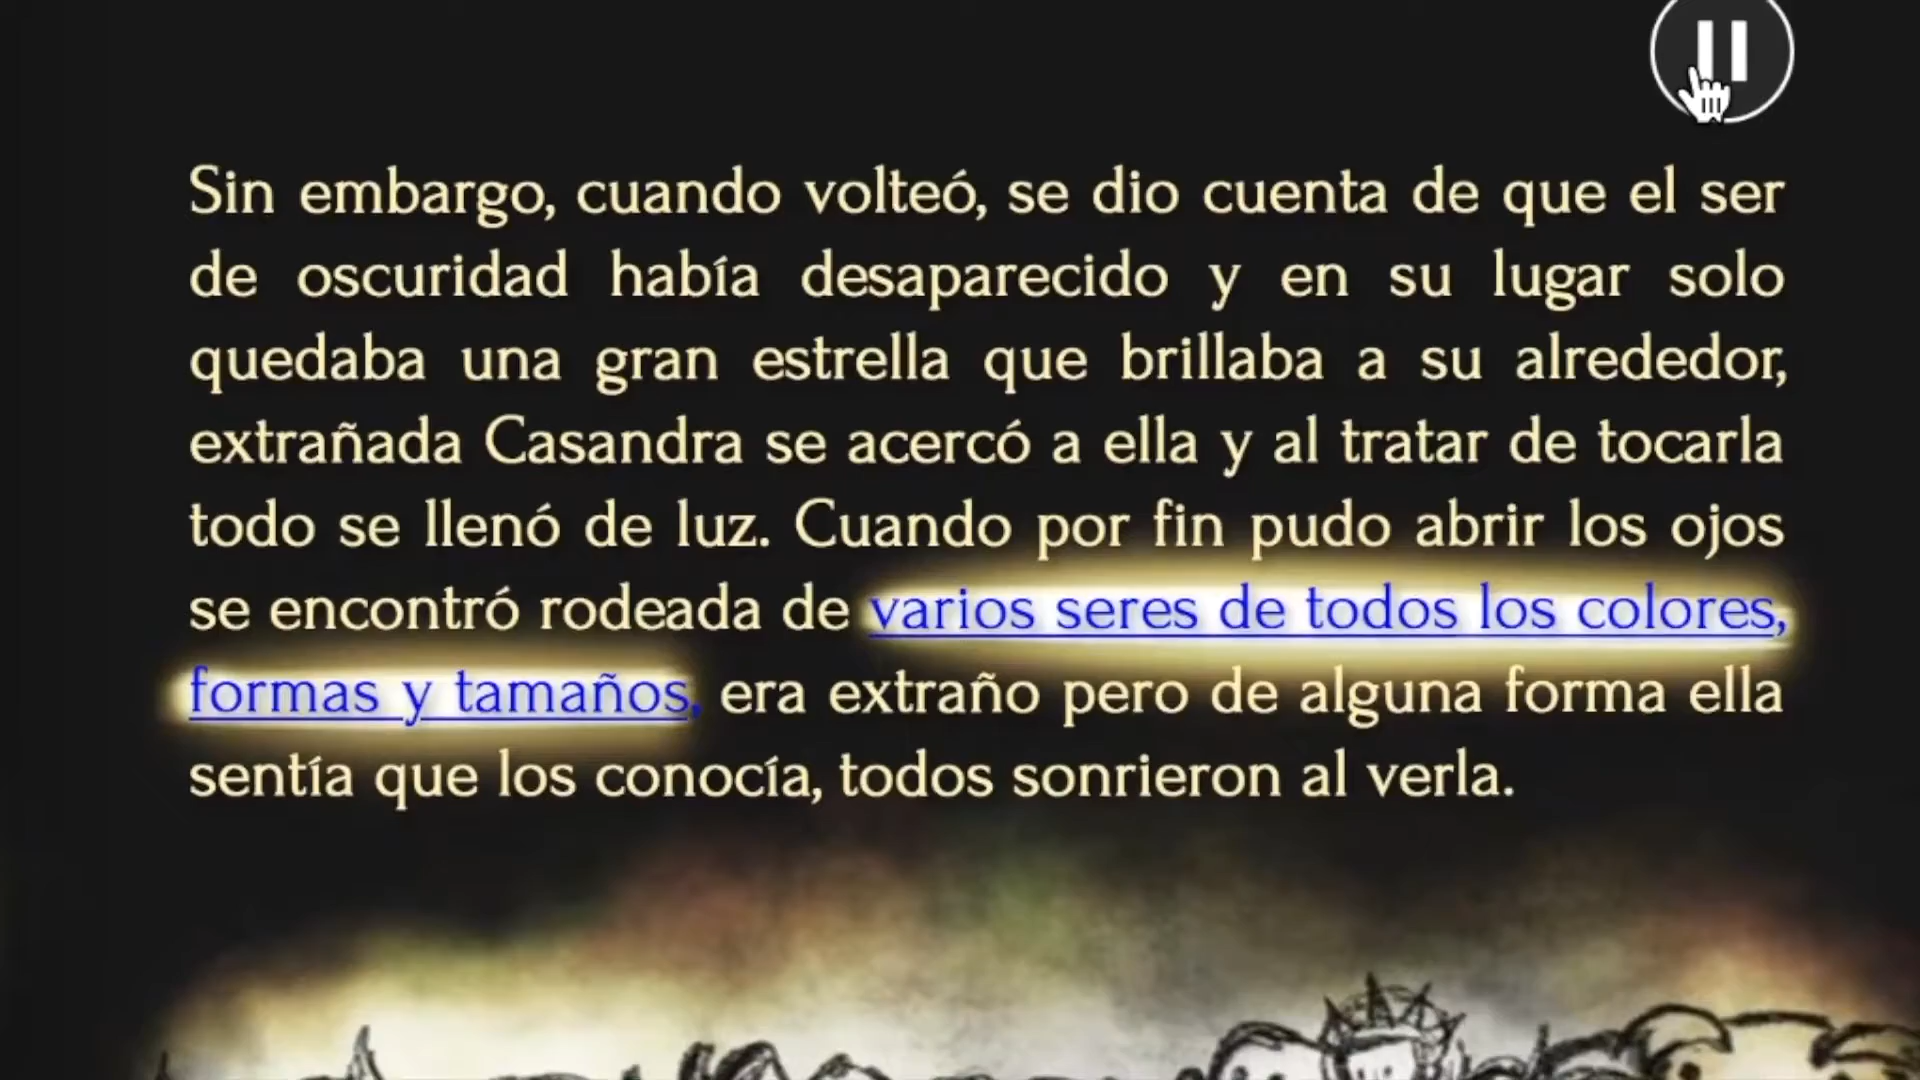 Sin embargo, cuando volteó, se dio cuenta de que el ser
de oscuridad había desaparecido y en su lugar solo
quedaba una gran estrella que brillaba a su alrededor,
extrañada Casandra se acercó a ella y al tratar de tocarla
todo se llenó de luz. Cuando por fin pudo abrir los ojos
se encontró rodeada de varios seres de todos los colores,
formas y tamaños, era extraño pero de alguna forma ella
sentía que los conocía, todos sonrieron al verla.